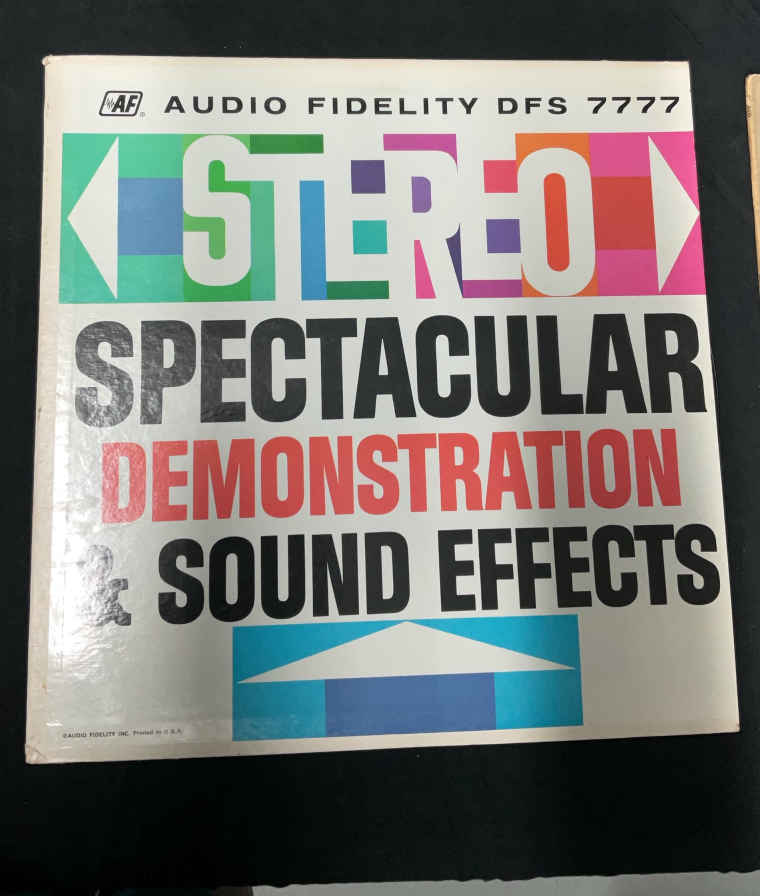 AF ® AUDIO FIDELITY DFS 7777
STEREO
SPECTACULAR
DEMONSTRATION
& SOUND EFFECTS
©AUDIO FIDELITY INC. Printed in U.S.A.